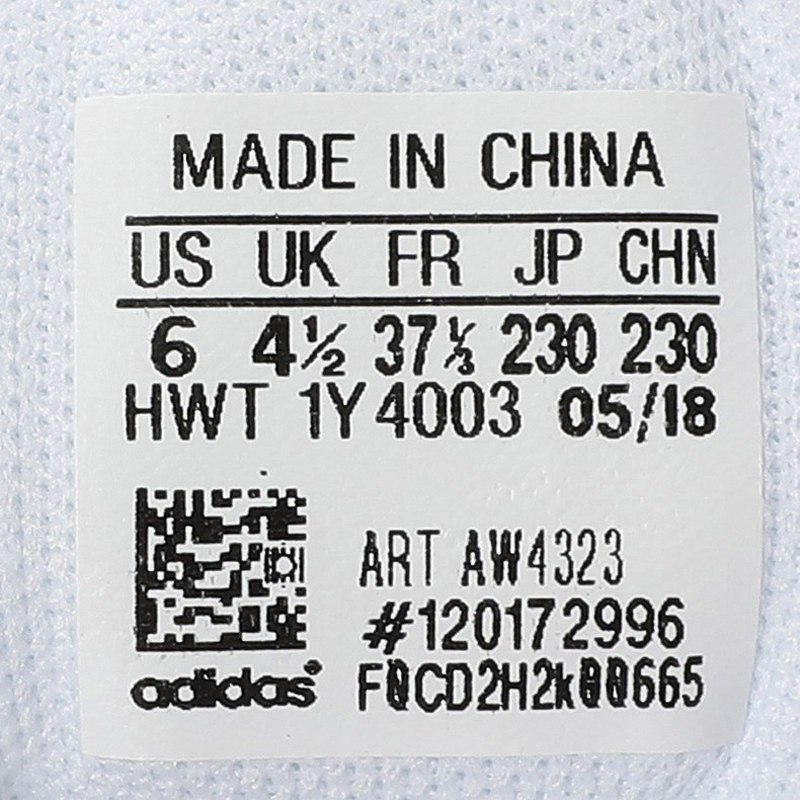 MADE IN CHINA
US UK FR JP CHN
6 4½ 37⅓ 230 230
HWT 1Y4003 05/18
ART AW4323
#120172996
adidas®